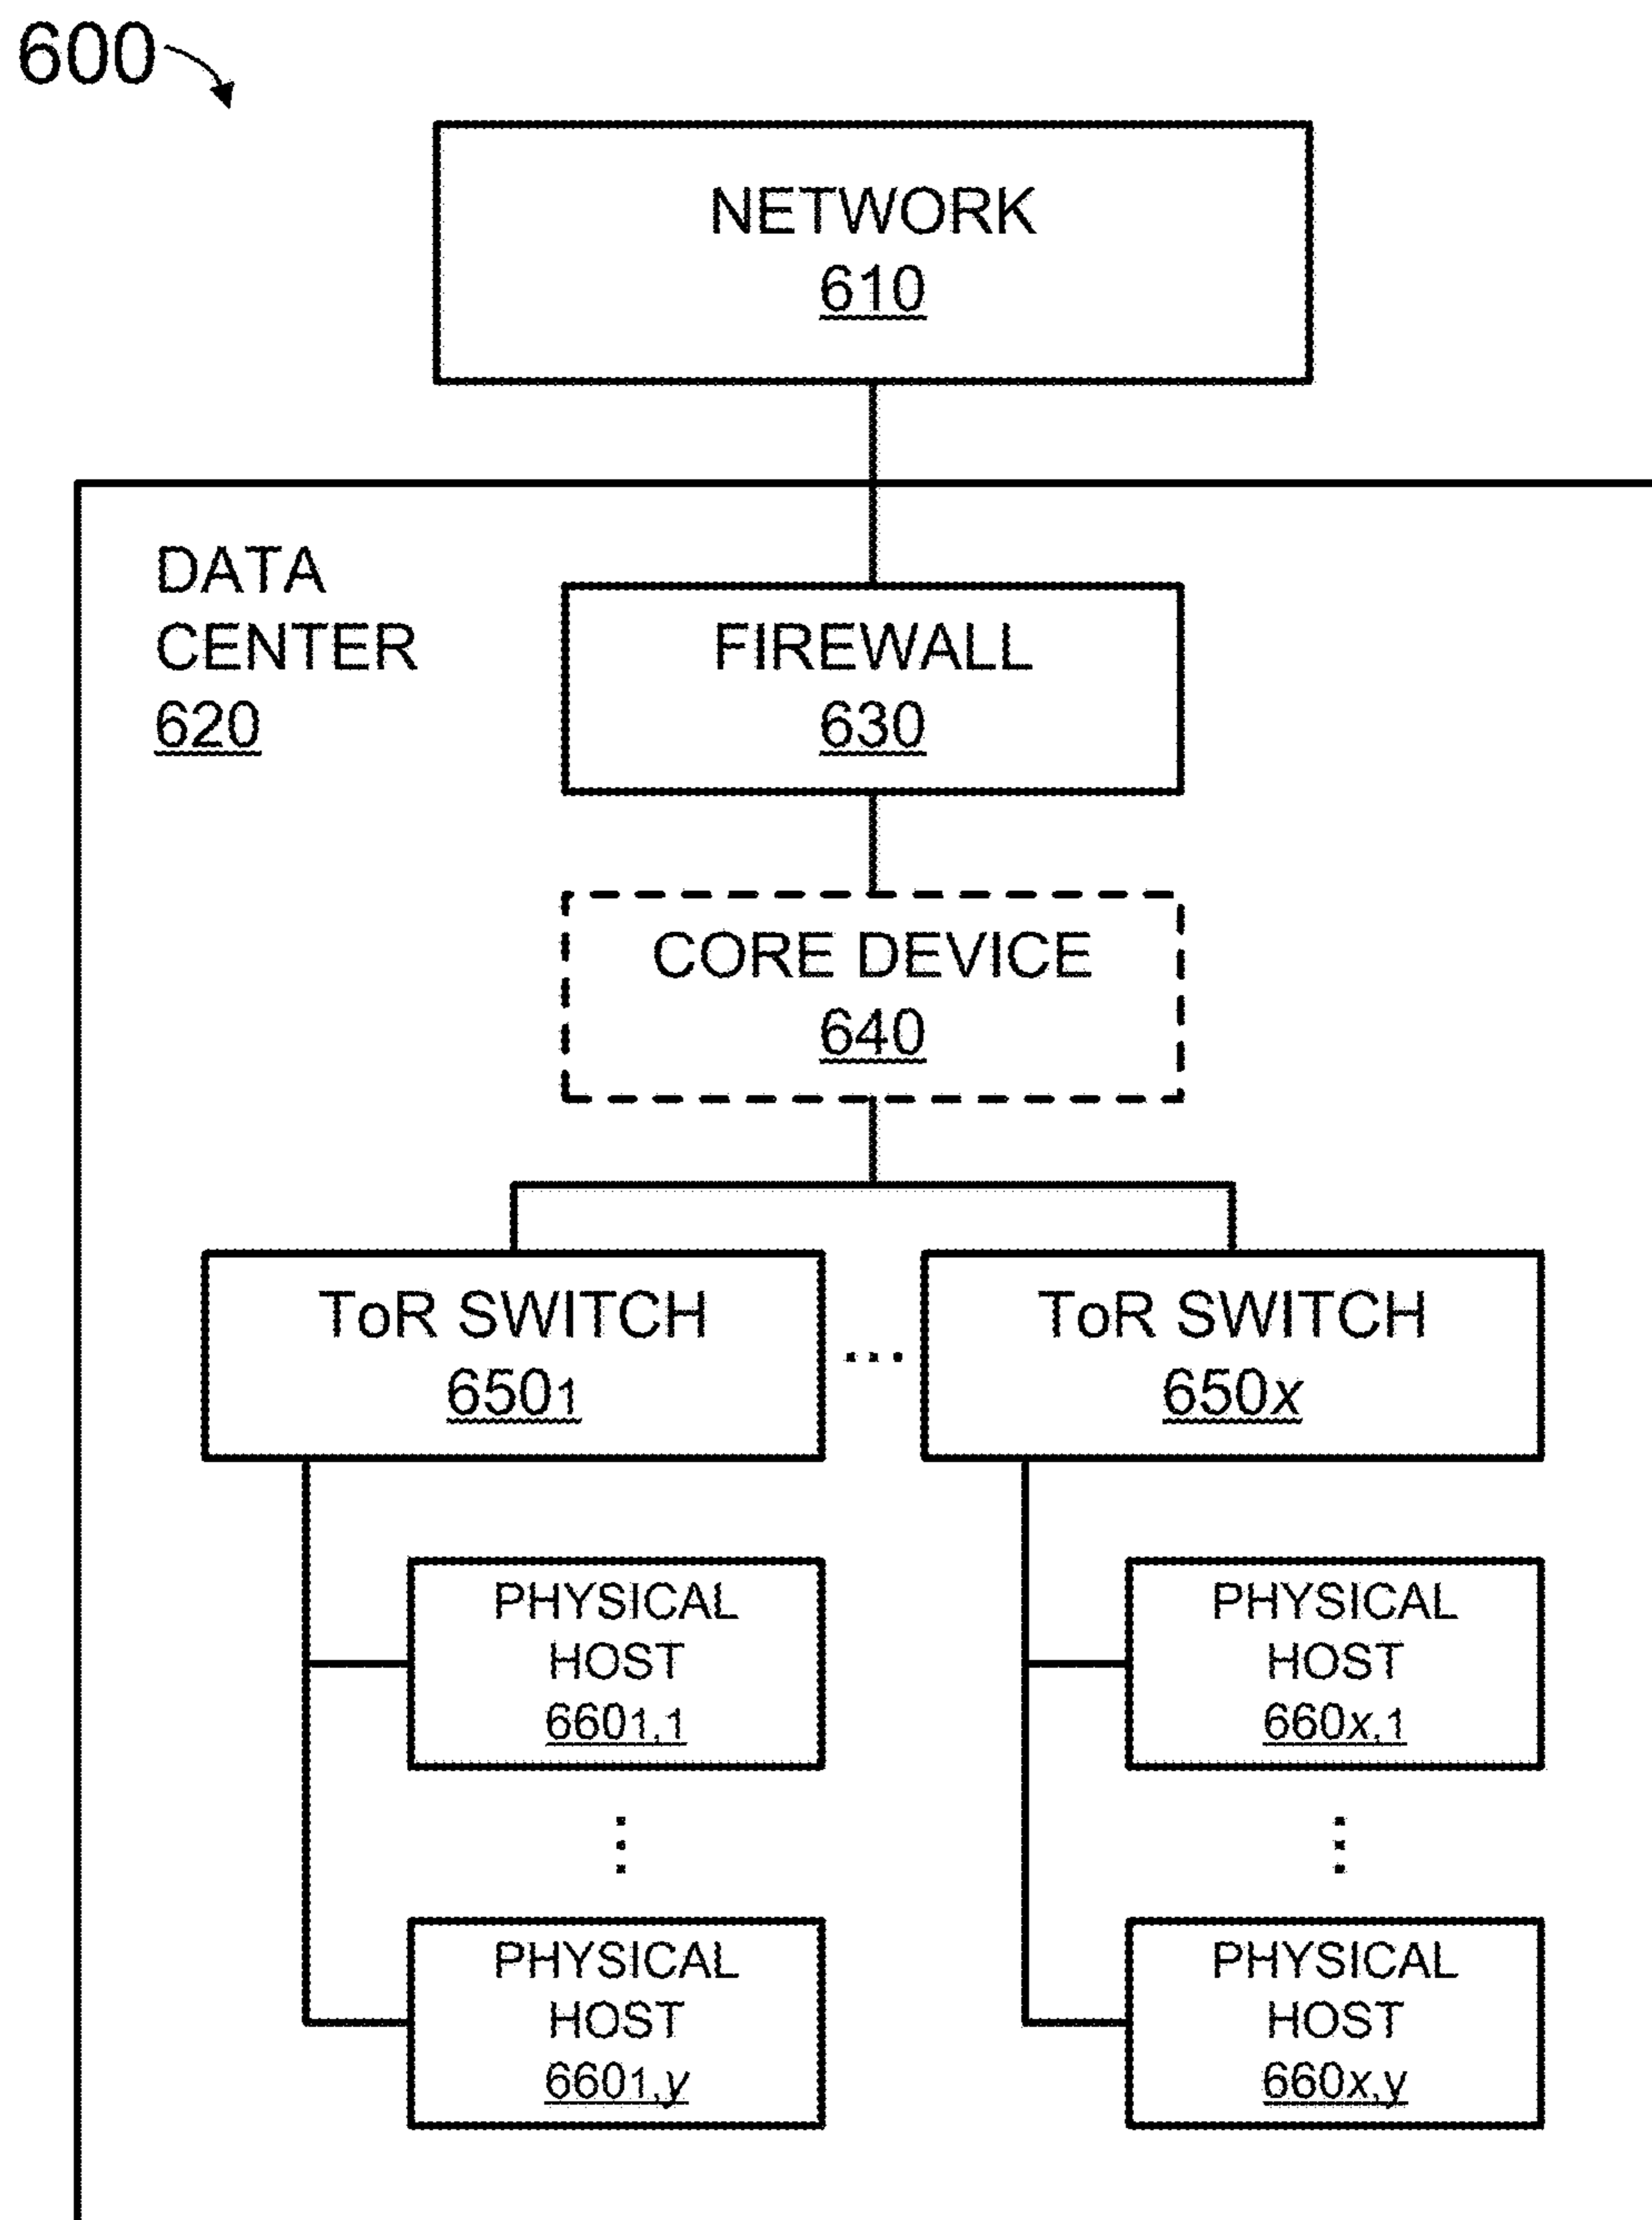 600
NETWORK
610
DATA
CENTER
620
FIREWALL
630
CORE DEVICE
640
ToR SWITCH
6501
...
ToR SWITCH
650x
PHYSICAL
HOST
6601,1
PHYSICAL
HOST
660x,1
PHYSICAL
HOST
6601,y
PHYSICAL
HOST
660x,y